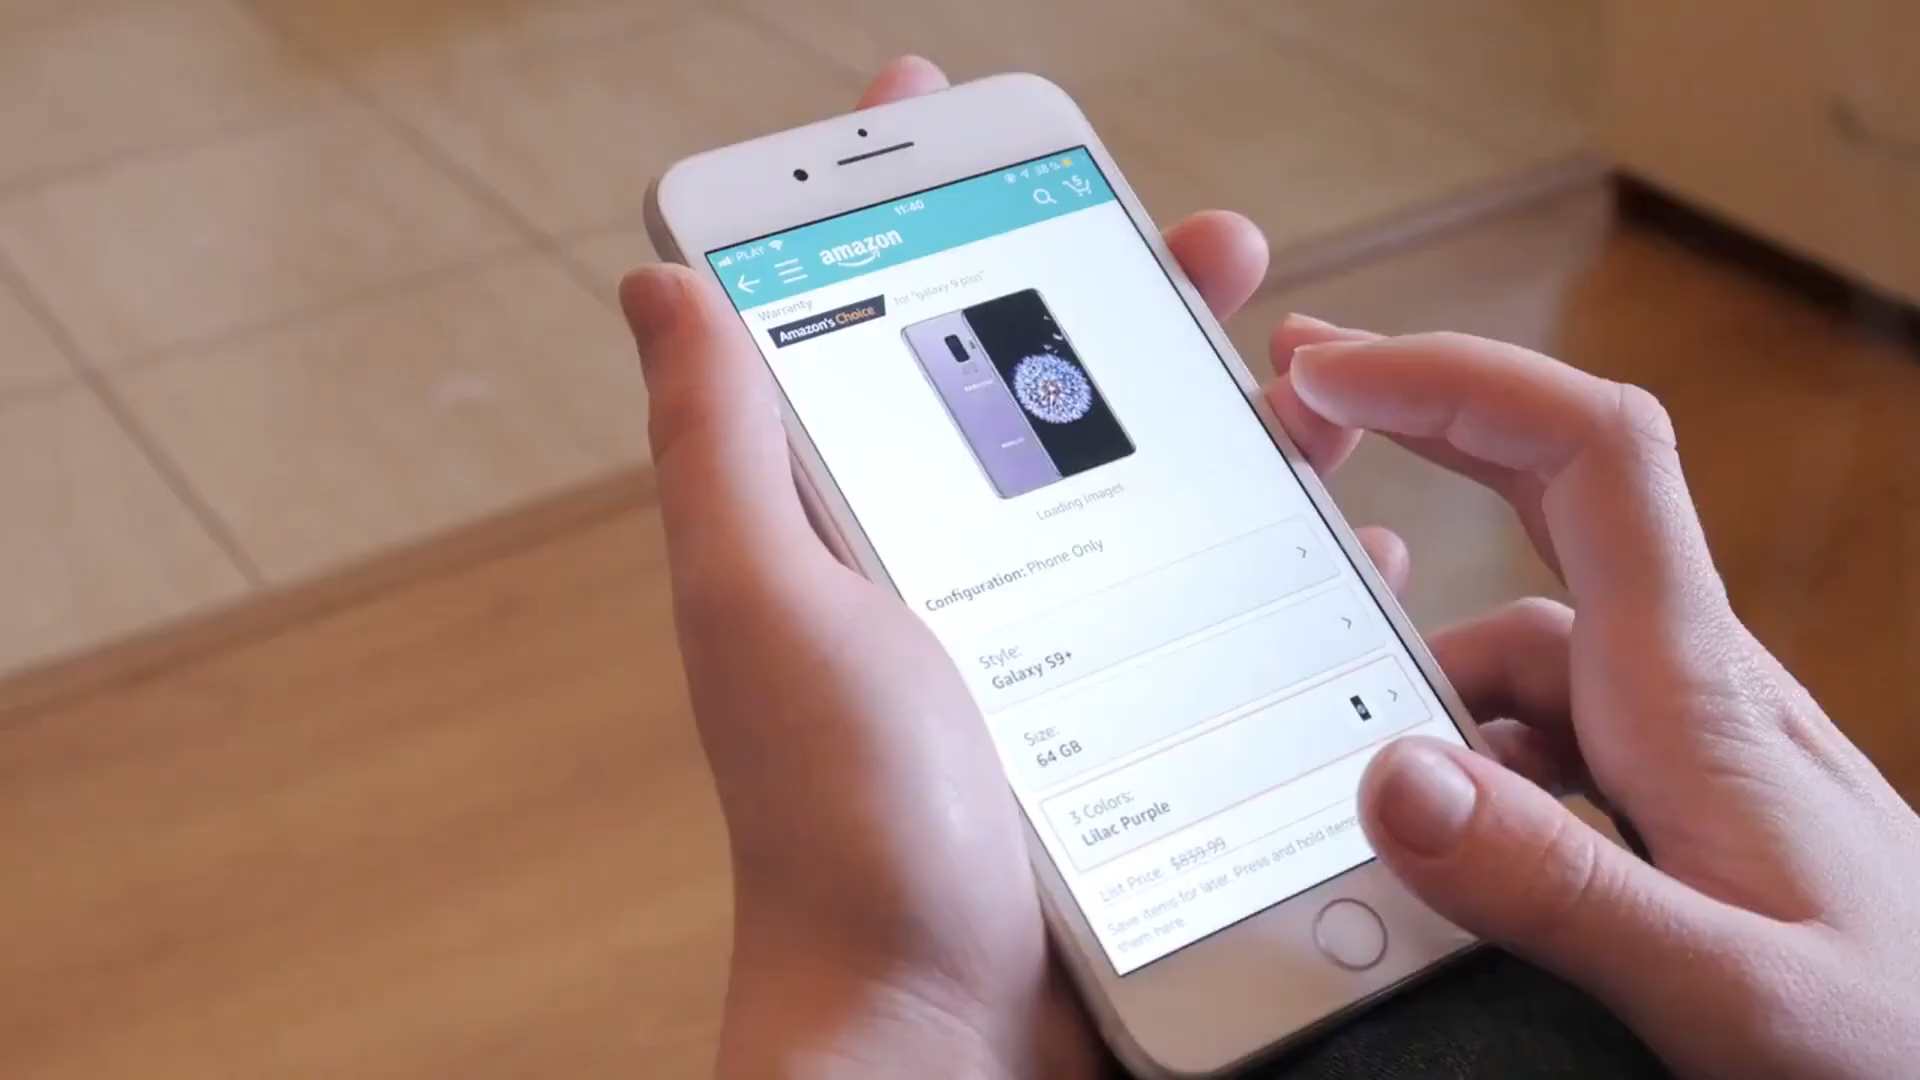 PLAY 11:40 38 %
amazon 5
Warranty
Amazon's Choice for "galaxy 9 plus"
Loading Images
Configuration: Phone Only
Style:
Galaxy S9+
Size:
64 GB
3 Colors:
Lilac Purple
List Price: $839.99
Save items for later. Press and hold items
them here.